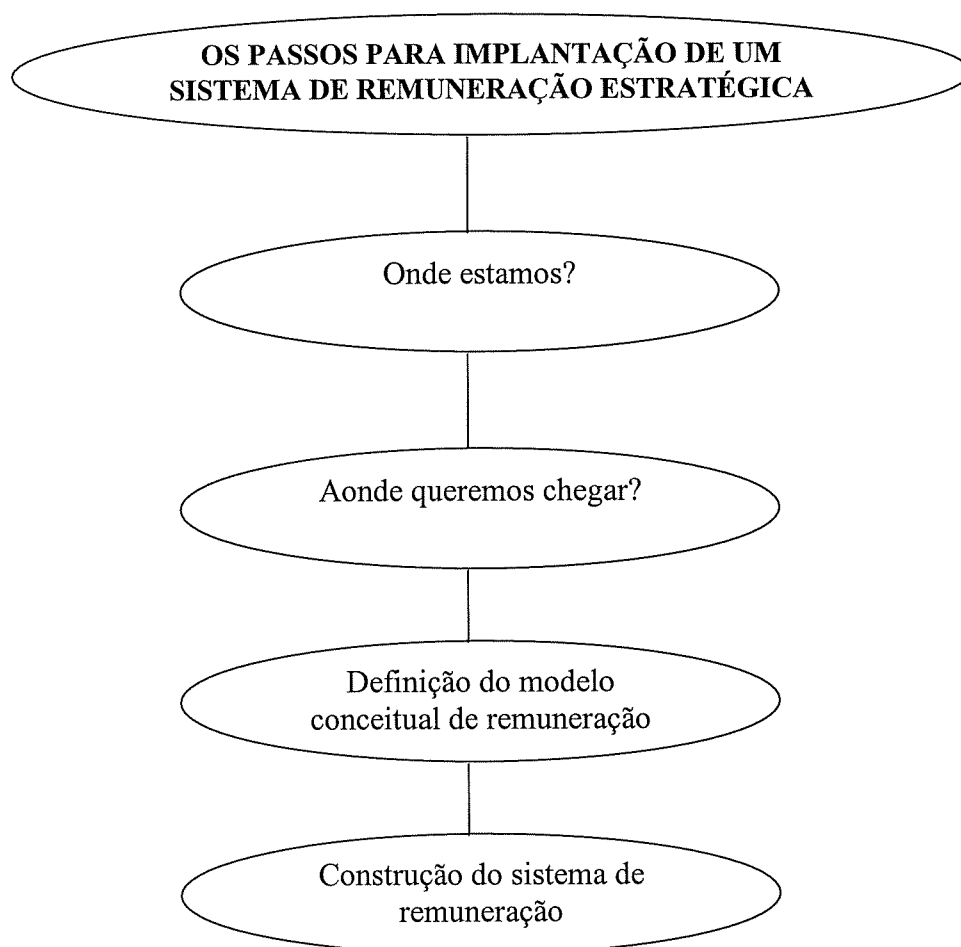 OS PASSOS PARA IMPLANTAÇÃO DE UM
SISTEMA DE REMUNERAÇÃO ESTRATÉGICA
Onde estamos?
Aonde queremos chegar?
Definição do modelo
conceitual de remuneração
Construção do sistema de
remuneração